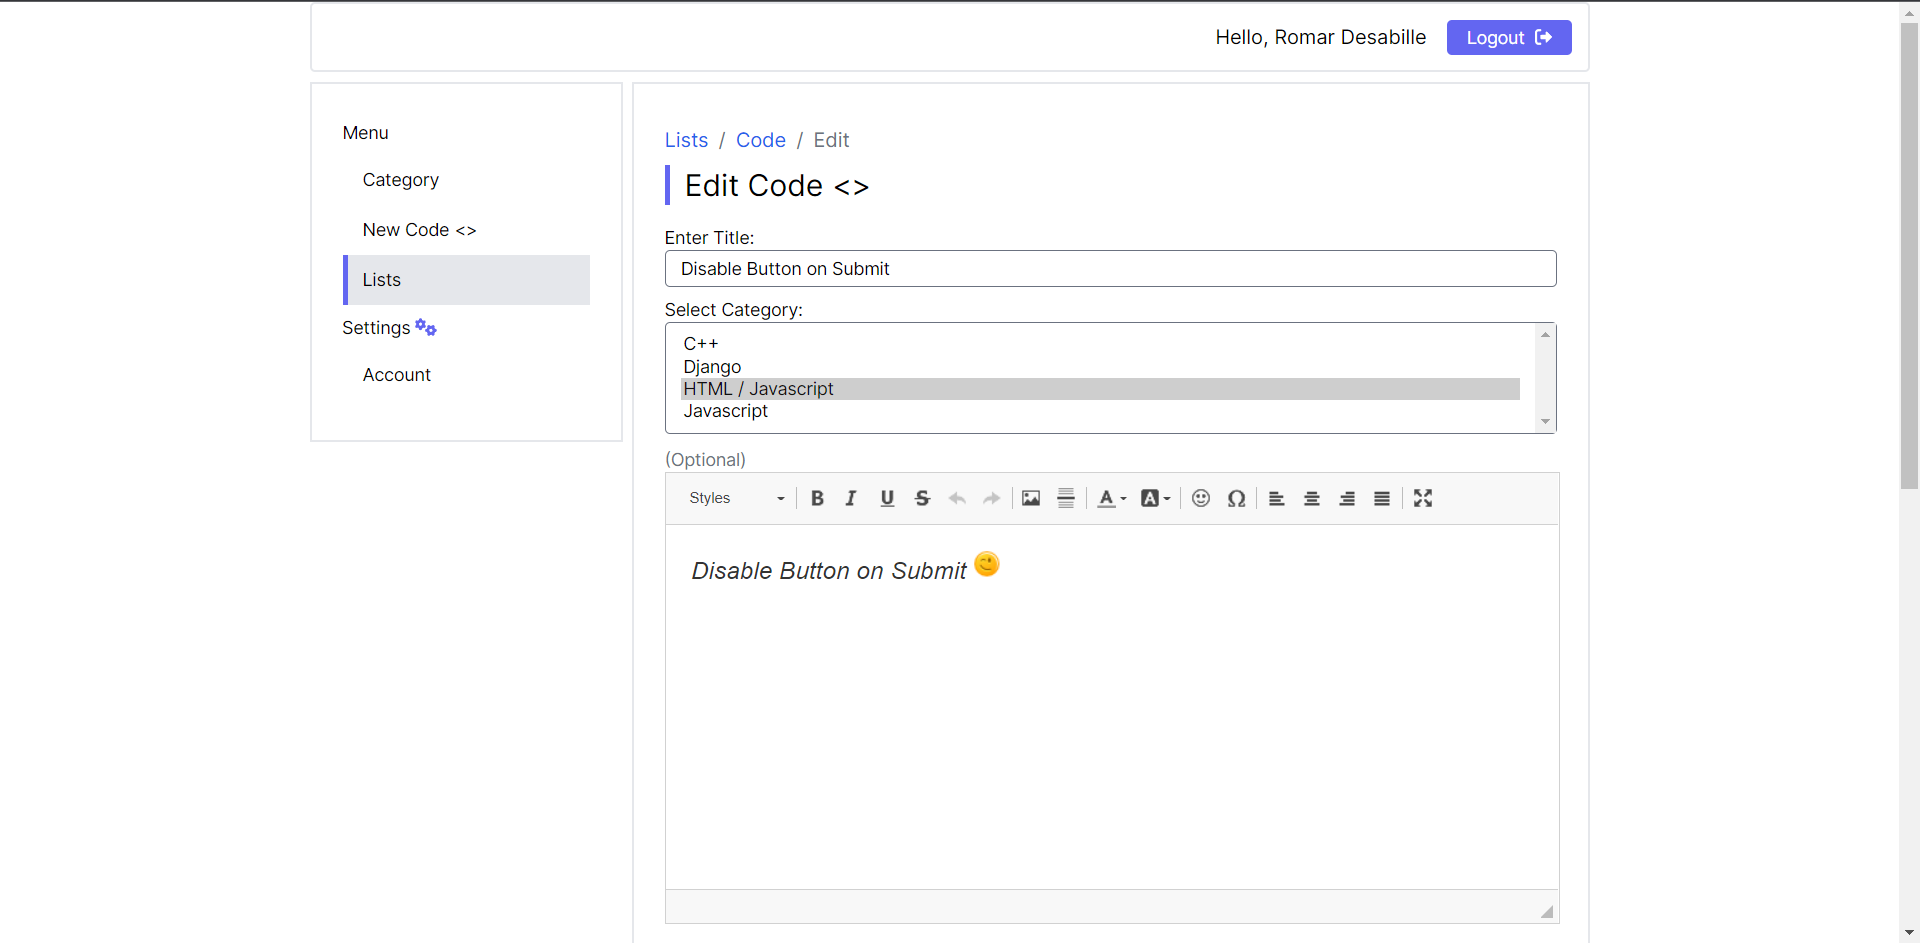 Hello, Romar Desabille Logout
Menu
Category
New Code <>
Lists
Settings
Account
Lists / Code / Edit
Edit Code <>
Enter Title:
Disable Button on Submit
Select Category:
C++
Django
HTML / Javascript
Javascript
(Optional)
Styles B I U S A A Ω
Disable Button on Submit 😉